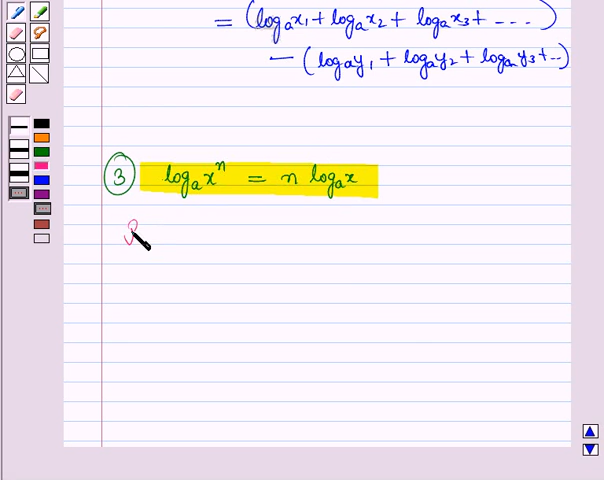 = (logₐx₁ + logₐx₂ + logₐx₃ + ....)
— (logₐy₁ + logₐy₂ + logₐy₃ + ..)
③ logₐxⁿ = n logₐx